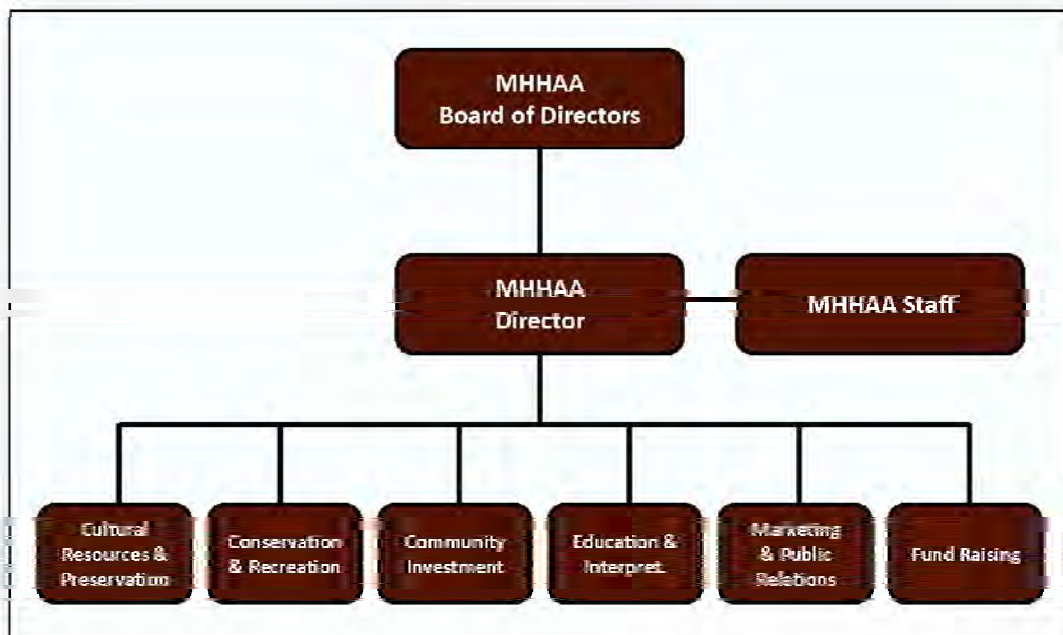 MHHAA
Board of Directors
MHHAA
Director
MHHAA Staff
Cultural
Resources &
Preservation
Conservation
& Recreation
Community
Investment
Education &
Interpret.
Marketing
& Public
Relations
Fund Raising